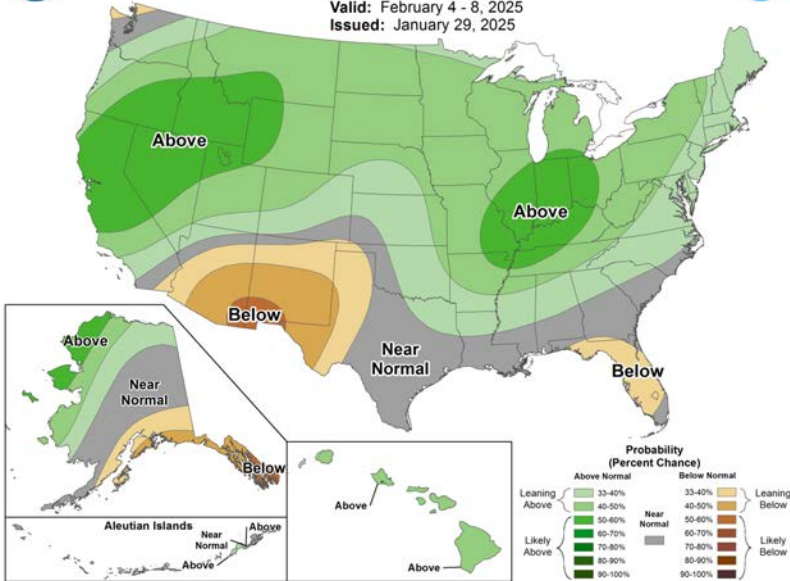 Valid: February 4 - 8, 2025
Issued: January 29, 2025
Above
Above
Below
Near
Normal
Below
Above
Near
Normal
Below
Aleutian Islands
Above
Near
Normal
Above
Above
Above
Probability
(Percent Chance)
Above Normal
Below Normal
Leaning
Above
33-40%
40-50%
Likely
Above
50-60%
60-70%
70-80%
80-90%
90-100%
Near
Normal
33-40%
40-50%
Leaning
Below
50-60%
60-70%
70-80%
80-90%
90-100%
Likely
Below